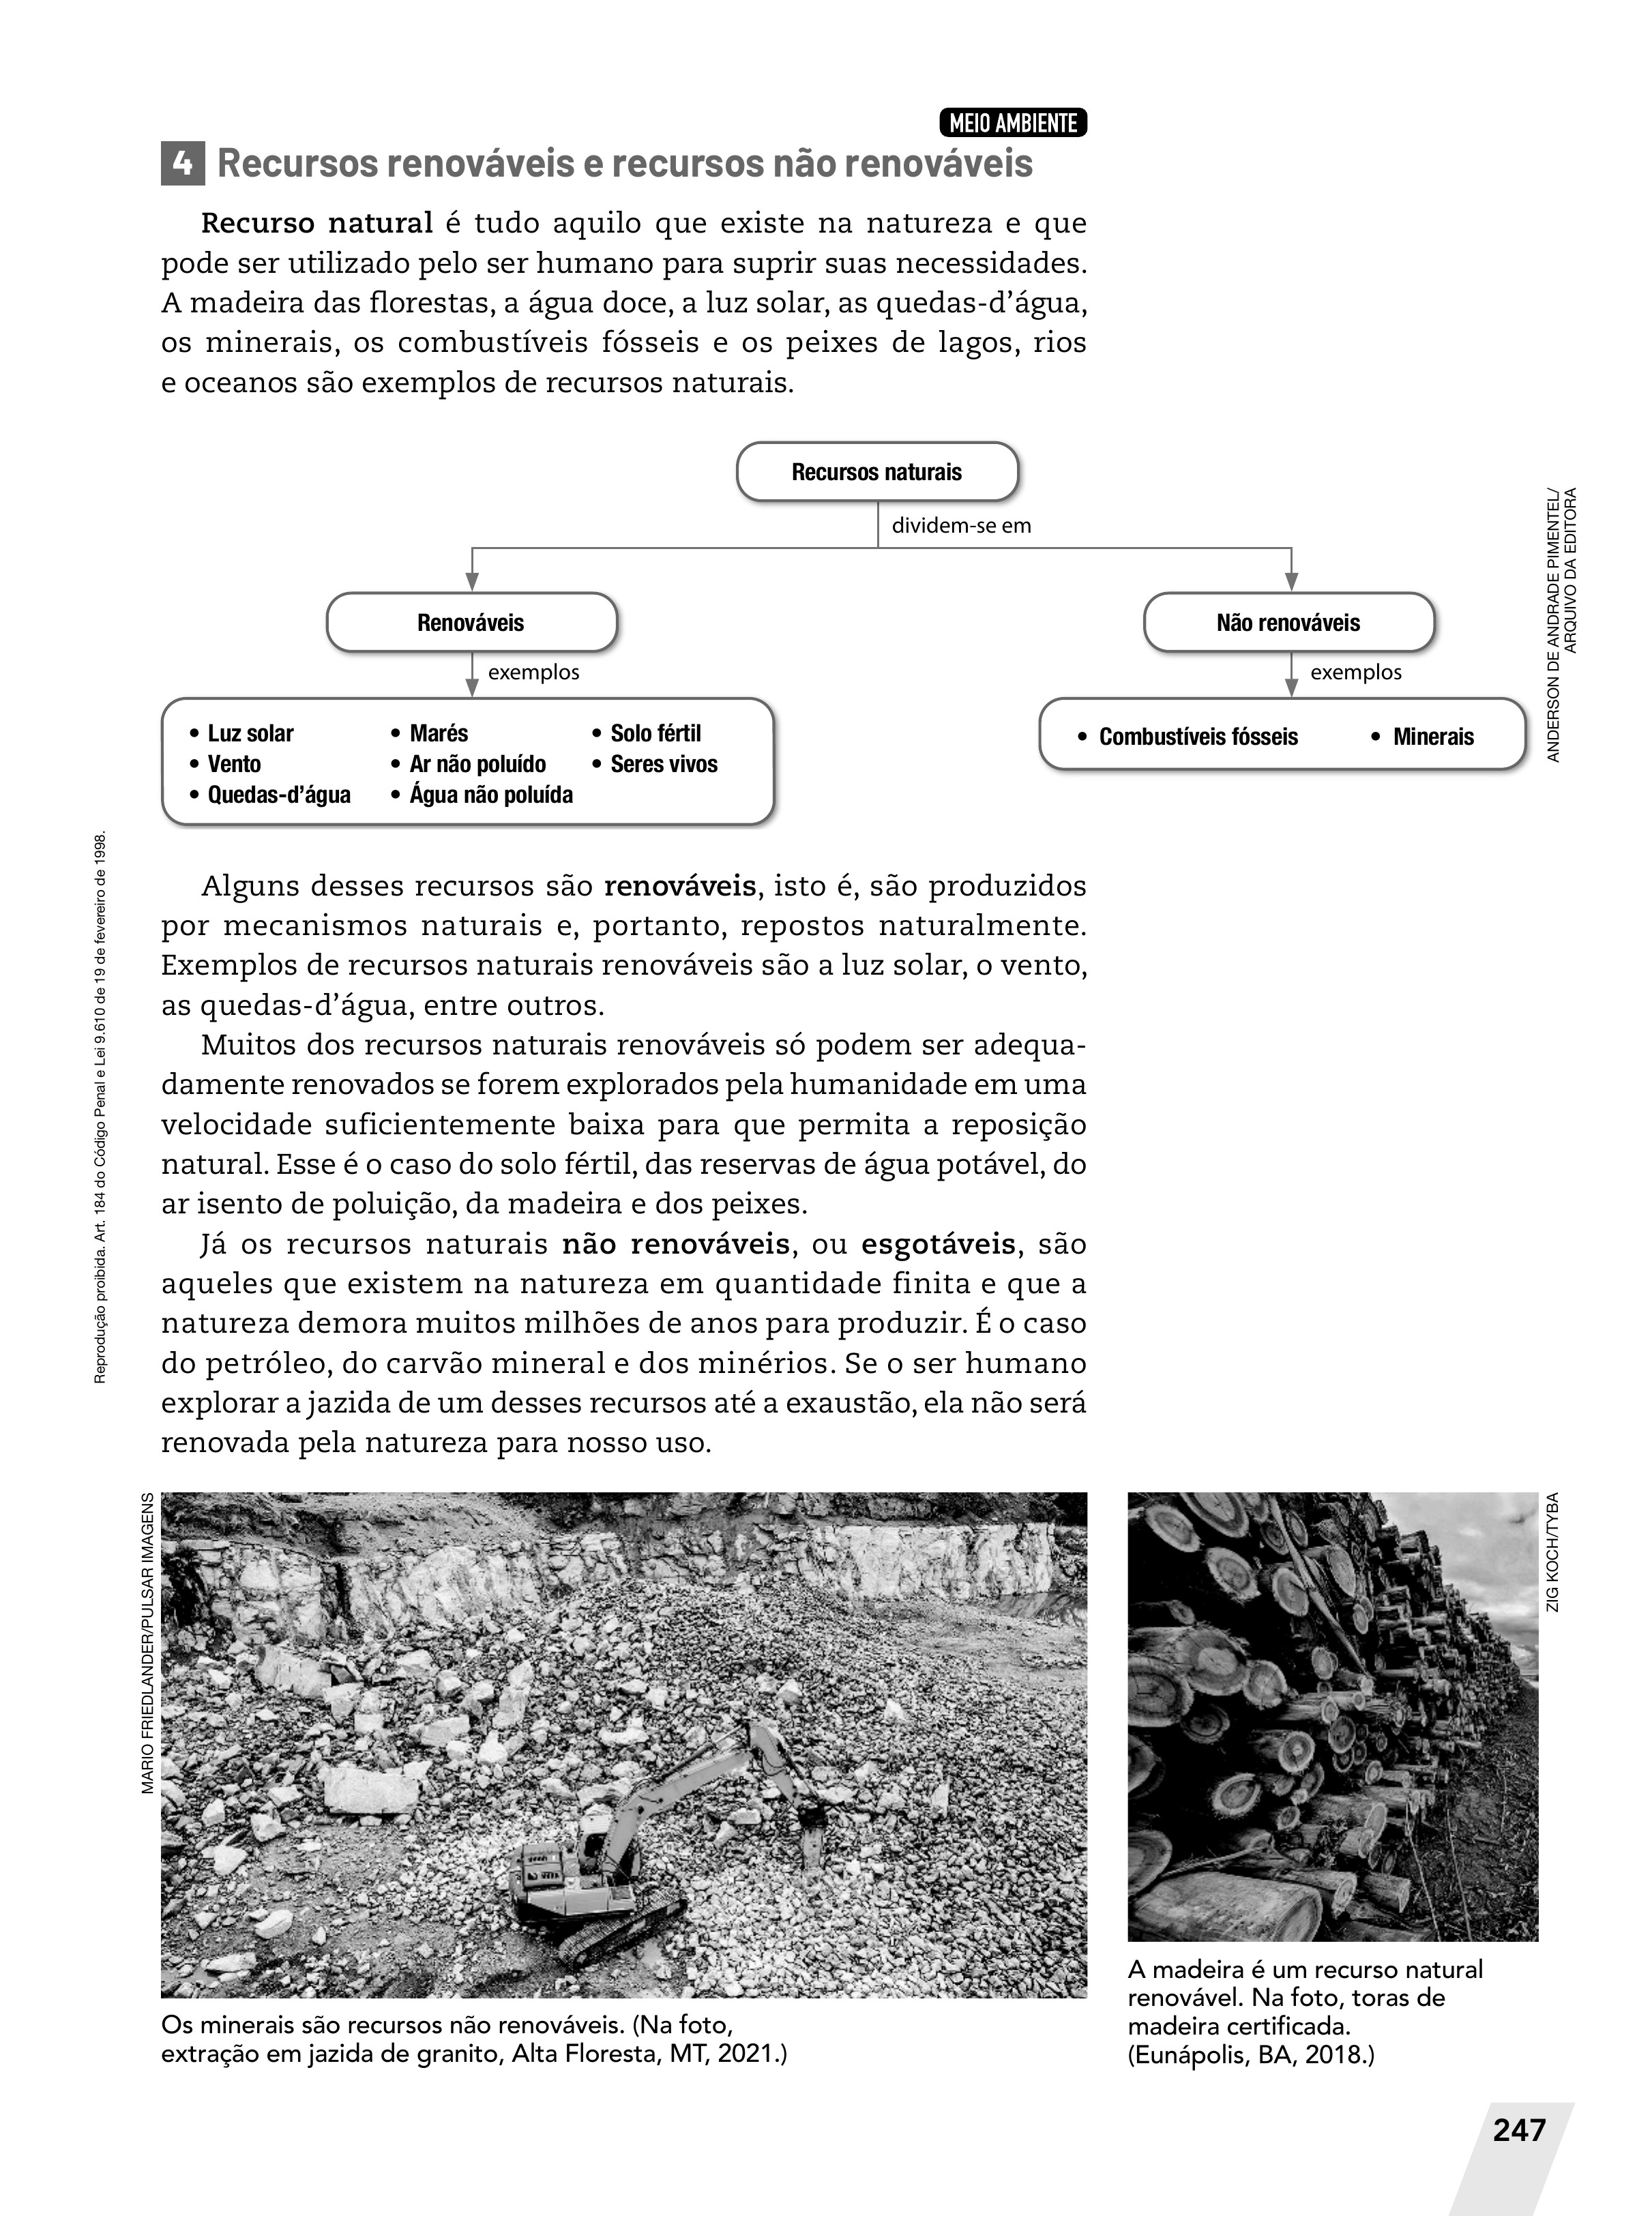 MEIO AMBIENTE
4 Recursos renováveis e recursos não renováveis
Recurso natural é tudo aquilo que existe na natureza e que
pode ser utilizado pelo ser humano para suprir suas necessidades.
A madeira das florestas, a água doce, a luz solar, as quedas-d’água,
os minerais, os combustíveis fósseis e os peixes de lagos, rios
e oceanos são exemplos de recursos naturais.
Recursos naturais
dividem-se em
Renováveis
Não renováveis
exemplos
exemplos
• Luz solar
• Vento
• Quedas-d’água
• Marés
• Ar não poluído
• Água não poluída
• Solo fértil
• Seres vivos
• Combustíveis fósseis
• Minerais
ANDERSON DE ANDRADE PIMENTEL/
ARQUIVO DA EDITORA
Alguns desses recursos são renováveis, isto é, são produzidos
por mecanismos naturais e, portanto, repostos naturalmente.
Exemplos de recursos naturais renováveis são a luz solar, o vento,
as quedas-d’água, entre outros.
Muitos dos recursos naturais renováveis só podem ser adequa-
damente renovados se forem explorados pela humanidade em uma
velocidade suficientemente baixa para que permita a reposição
natural. Esse é o caso do solo fértil, das reservas de água potável, do
ar isento de poluição, da madeira e dos peixes.
Já os recursos naturais não renováveis, ou esgotáveis, são
aqueles que existem na natureza em quantidade finita e que a
natureza demora muitos milhões de anos para produzir. É o caso
do petróleo, do carvão mineral e dos minérios. Se o ser humano
explorar a jazida de um desses recursos até a exaustão, ela não será
renovada pela natureza para nosso uso.
Reprodução proibida. Art. 184 do Código Penal e Lei 9.610 de 19 de fevereiro de 1998.
MARIO FRIEDLANDER/PULSAR IMAGENS
Os minerais são recursos não renováveis. (Na foto,
extração em jazida de granito, Alta Floresta, MT, 2021.)
ZIG KOCH/TYBA
A madeira é um recurso natural
renovável. Na foto, toras de
madeira certificada.
(Eunápolis, BA, 2018.)
247